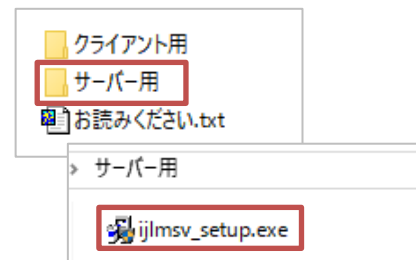 クライアント用
サーバー用
お読みください.txt
> サーバー用
ijlmsv_setup.exe